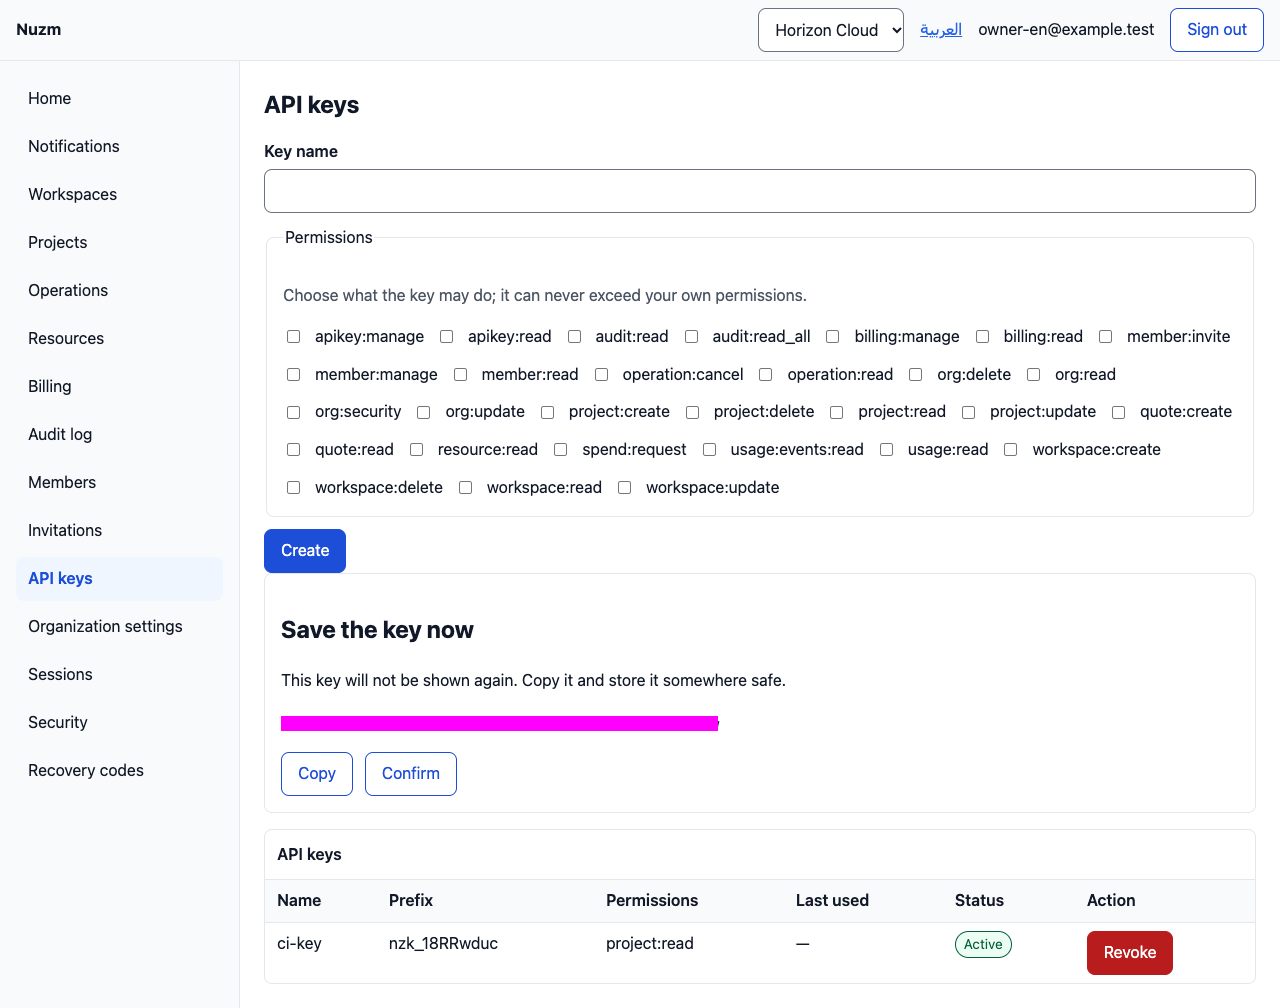 Nuzm
Horizon Cloud
العربية
owner-en@example.test
Sign out
Home
Notifications
Workspaces
Projects
Operations
Resources
Billing
Audit log
Members
Invitations
API keys
Organization settings
Sessions
Security
Recovery codes
API keys
Key name
Permissions
Choose what the key may do; it can never exceed your own permissions.
apikey:manage apikey:read audit:read audit:read_all billing:manage billing:read member:invite
member:manage member:read operation:cancel operation:read org:delete org:read
org:security org:update project:create project:delete project:read project:update quote:create
quote:read resource:read spend:request usage:events:read usage:read workspace:create
workspace:delete workspace:read workspace:update
Create
Save the key now
This key will not be shown again. Copy it and store it somewhere safe.
Copy Confirm
API keys
Name Prefix Permissions Last used Status Action
ci-key nzk_18RRwduc project:read — Active Revoke